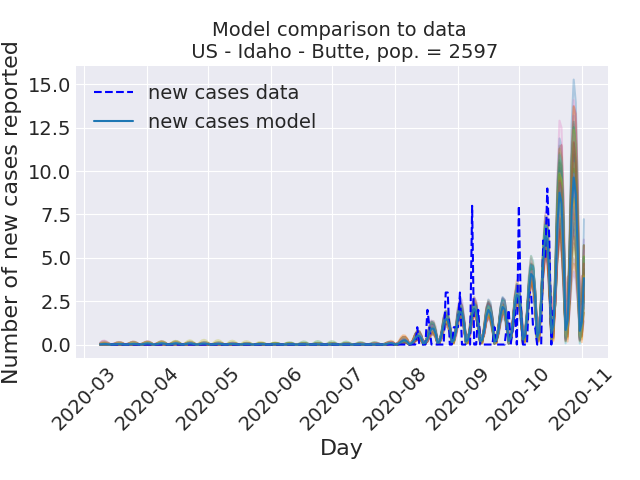 Model comparison to data
US - Idaho - Butte, pop. = 2597
Number of new cases reported
15.0
12.5
10.0
7.5
5.0
2.5
0.0
new cases data
new cases model
2020-03
2020-04
2020-05
2020-06
2020-07
2020-08
2020-09
2020-10
2020-11
Day